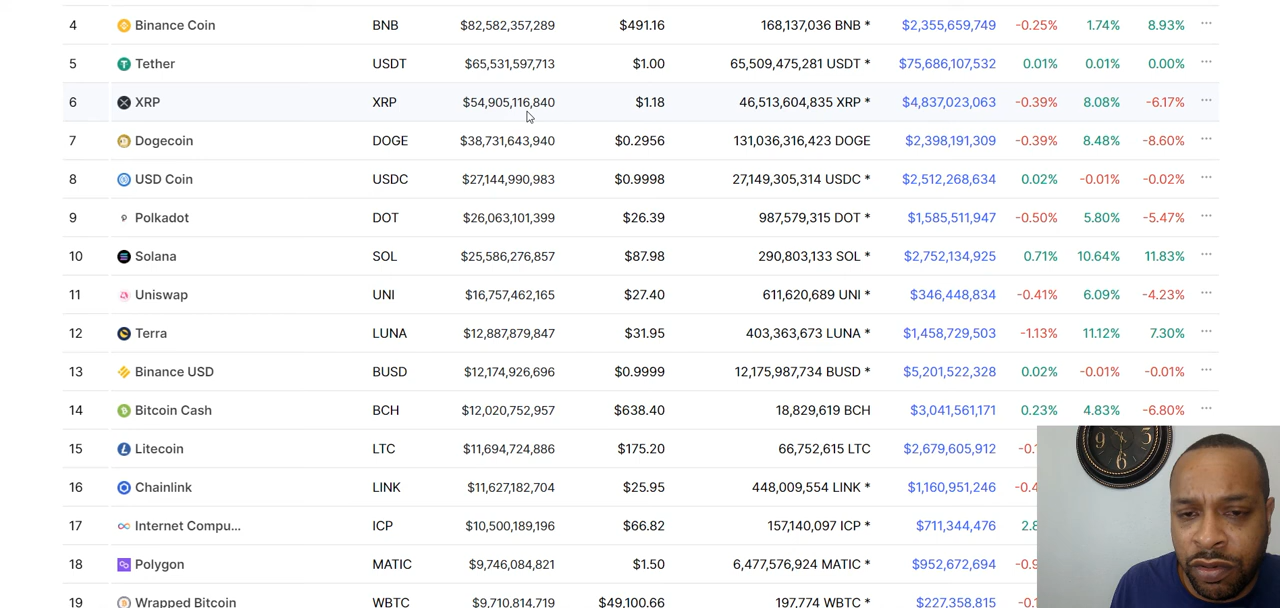 4 Binance Coin BNB $82,582,357,289 $491.16 168,137,036 BNB * $2,355,659,749 -0.25% 1.74% 8.93% ...
5 Tether USDT $65,531,597,713 $1.00 65,509,475,281 USDT * $75,686,107,532 0.01% 0.01% 0.00% ...
6 XRP XRP $54,905,116,840 $1.18 46,513,604,835 XRP * $4,837,023,063 -0.39% 8.08% -6.17% ...
7 Dogecoin DOGE $38,731,643,940 $0.2956 131,036,316,423 DOGE $2,398,191,309 -0.39% 8.48% -8.60% ...
8 USD Coin USDC $27,144,990,983 $0.9998 27,149,305,314 USDC * $2,512,268,634 0.02% -0.01% -0.02% ...
9 Polkadot DOT $26,063,101,399 $26.39 987,579,315 DOT * $1,585,511,947 -0.50% 5.80% -5.47% ...
10 Solana SOL $25,586,276,857 $87.98 290,803,133 SOL * $2,752,134,925 0.71% 10.64% 11.83% ...
11 Uniswap UNI $16,757,462,165 $27.40 611,620,689 UNI * $346,448,834 -0.41% 6.09% -4.23% ...
12 Terra LUNA $12,887,879,847 $31.95 403,363,673 LUNA * $1,458,729,503 -1.13% 11.12% 7.30% ...
13 Binance USD BUSD $12,174,926,696 $0.9999 12,175,987,734 BUSD * $5,201,522,328 0.02% -0.01% -0.01% ...
14 Bitcoin Cash BCH $12,020,752,957 $638.40 18,829,619 BCH $3,041,561,171 0.23% 4.83% -6.80% ...
15 Litecoin LTC $11,694,724,886 $175.20 66,752,615 LTC $2,679,605,912
16 Chainlink LINK $11,627,182,704 $25.95 448,009,554 LINK * $1,160,951,246
17 Internet Compu... ICP $10,500,189,196 $66.82 157,140,097 ICP * $711,344,476
18 Polygon MATIC $9,746,084,821 $1.50 6,477,576,924 MATIC * $952,672,694
19 Wrapped Bitcoin WBTC $9,710,814,719 $49,100.66 197,774 WBTC * $227,358,815